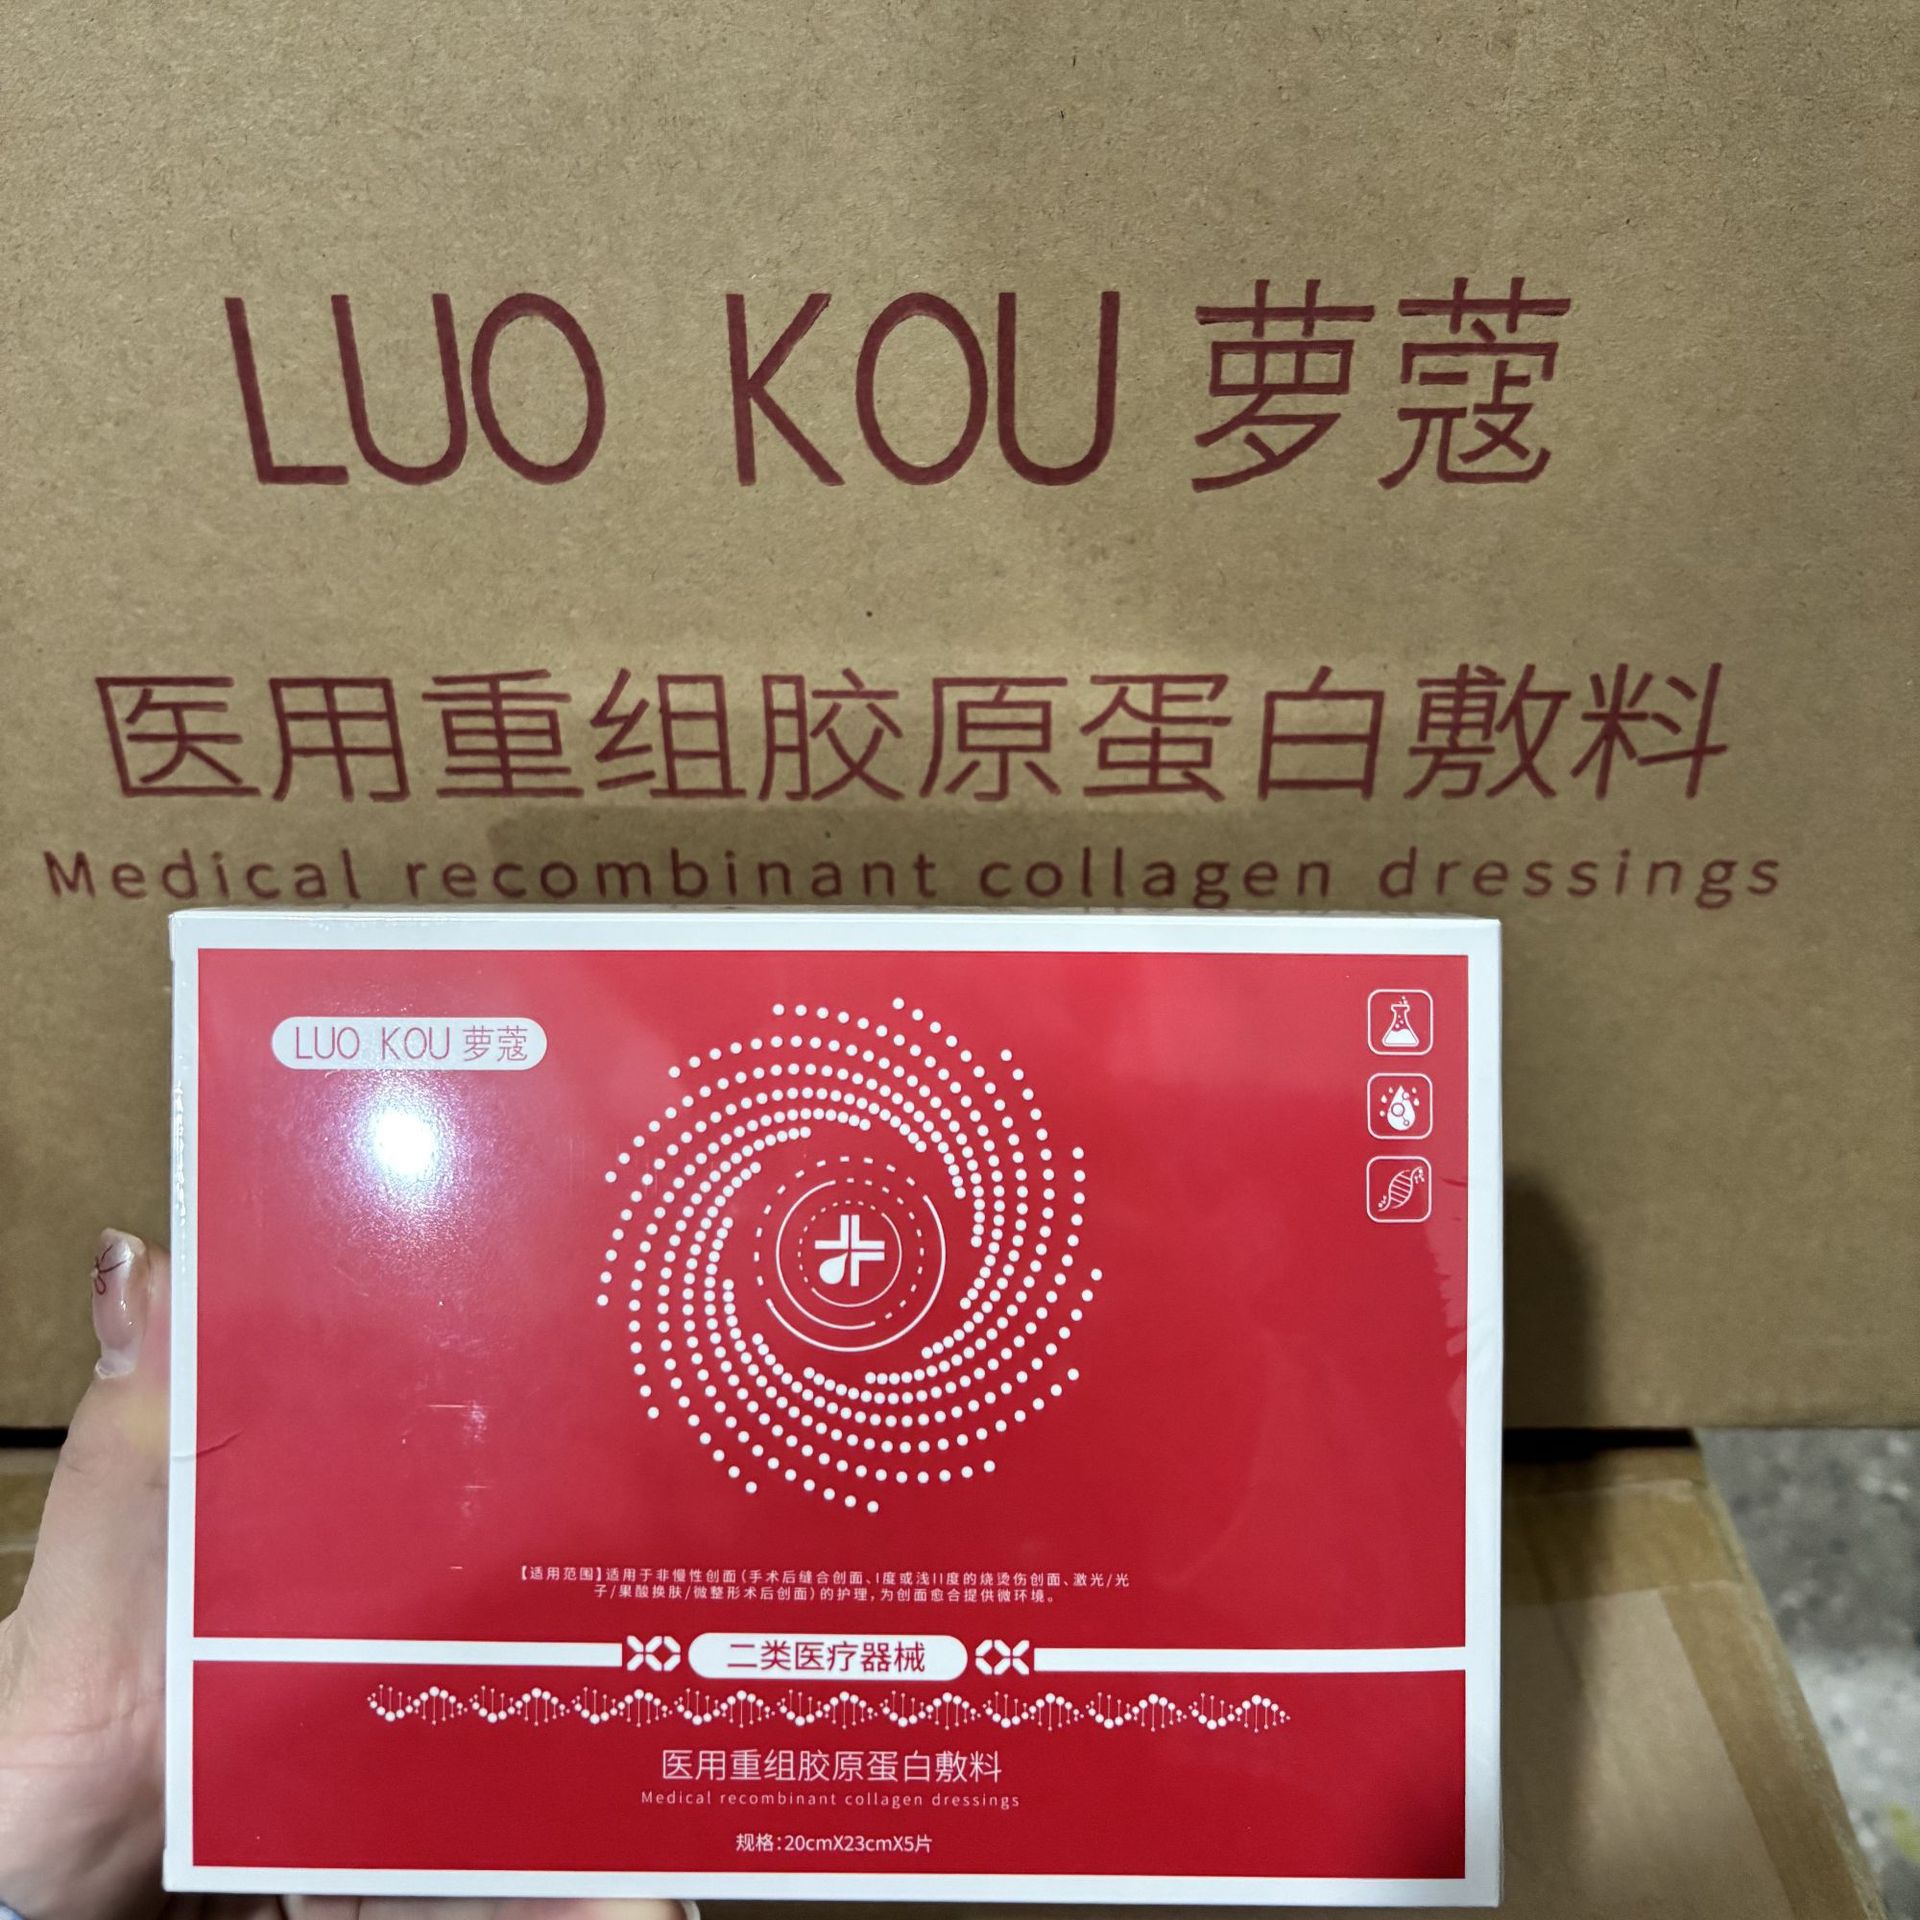 LUO KOU 萝蔻
医用重组胶原蛋白敷料
Medical recombinant collagen dressings
LUO KOU 萝蔻
【适用范围】适用于非慢性创面(手术后缝合创面、I度或浅II度的烧烫伤创面、激光/光
子/果酸换肤/微整形术后创面)的护理,为创面愈合提供微环境。
二类医疗器械
医用重组胶原蛋白敷料
Medical recombinant collagen dressings
规格:20cmX23cmX5片